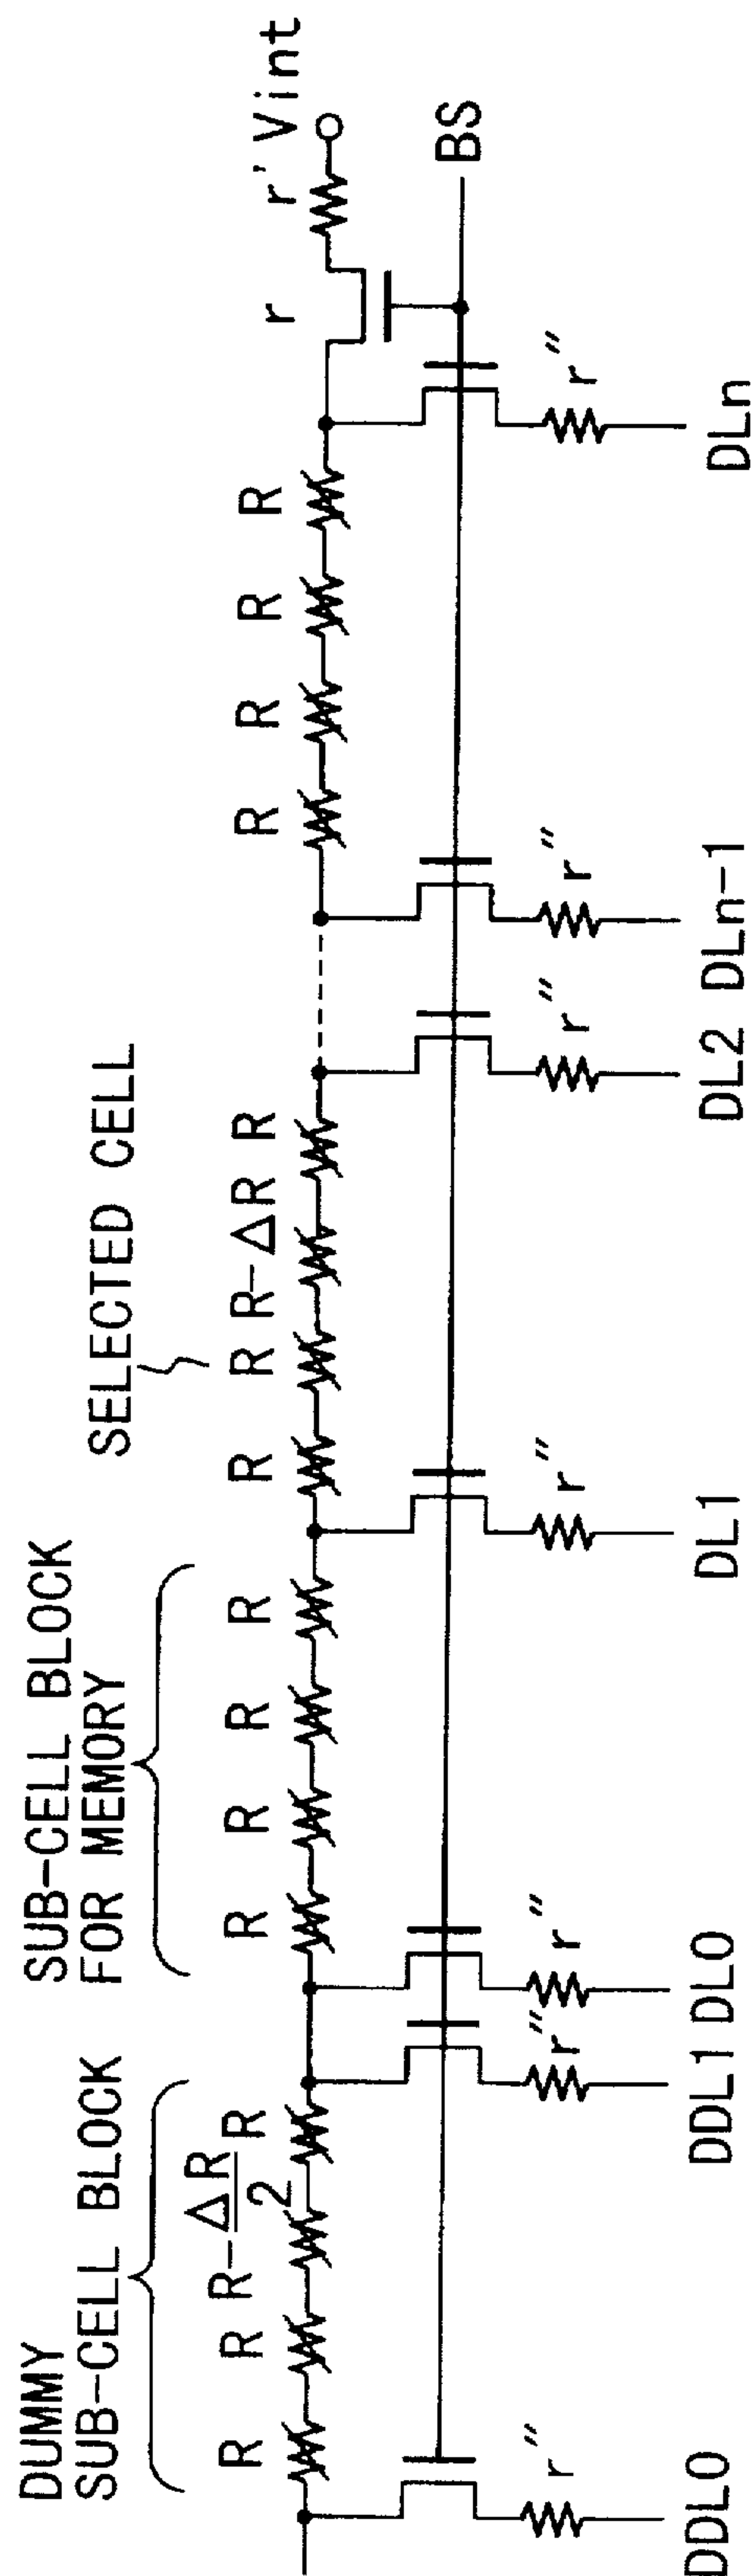 DUMMY
SUB-CELL BLOCK
SUB-CELL BLOCK
FOR MEMORY
SELECTED CELL
R R R-ΔR/2 R
R R R R
R R R-ΔR R
R R R R
r r' Vint
BS
r" r" r" r" r" r" r"
DDL0 DDL1 DL0 DL1 DL2 DLn-1 DLn